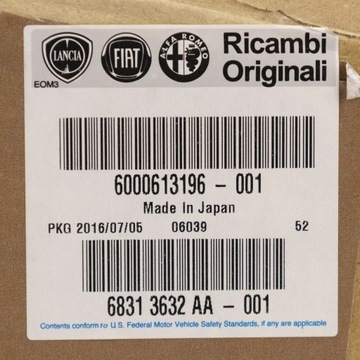 LANCIA FIAT ALFA ROMEO Ricambi
Originali
EOM3
6000613196 - 001
Made In Japan
PKG 2016/07/05 06039 52
6831 3632 AA - 001
Contents conform to U.S. Federal Motor Vehicle Safety Standards, if any are applicable